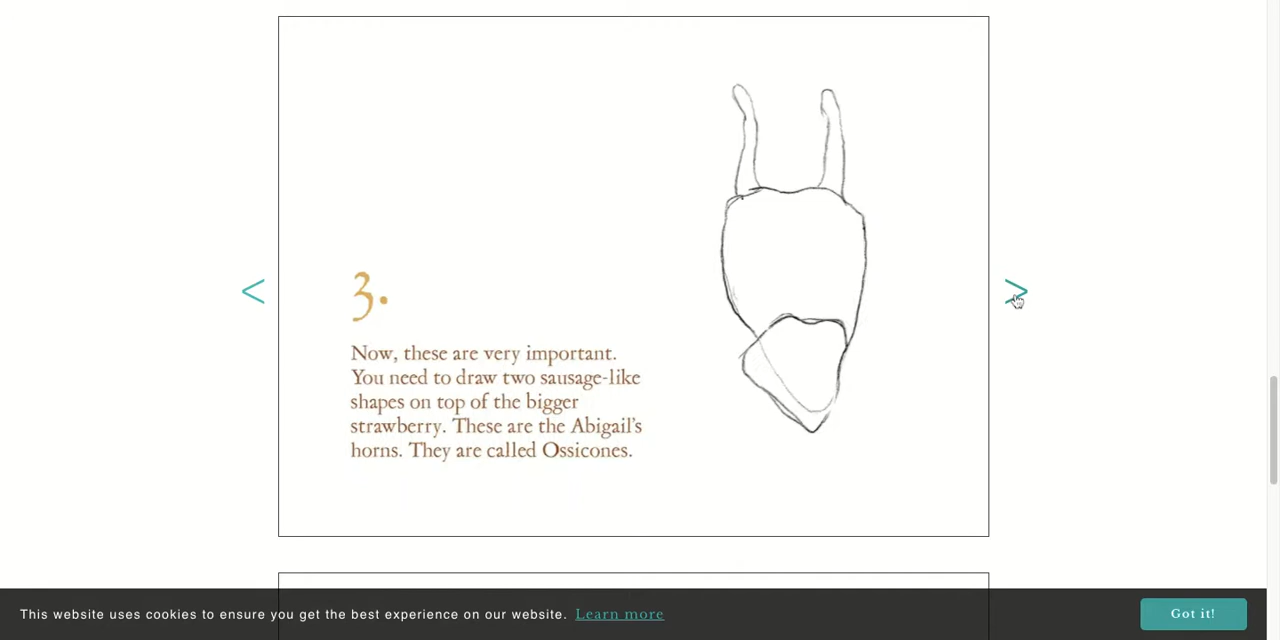 <
>
3.
Now, these are very important.
You need to draw two sausage-like
shapes on top of the bigger
strawberry. These are the Abigail's
horns. They are called Ossicones.
This website uses cookies to ensure you get the best experience on our website. Learn more
Got it!